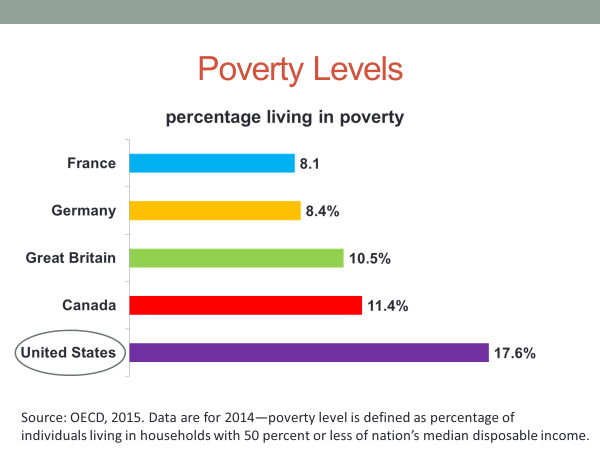 Poverty Levels
percentage living in poverty
France 8.1
Germany 8.4%
Great Britain 10.5%
Canada 11.4%
United States 17.6%
Source: OECD, 2015. Data are for 2014—poverty level is defined as percentage of
individuals living in households with 50 percent or less of nation’s median disposable income.